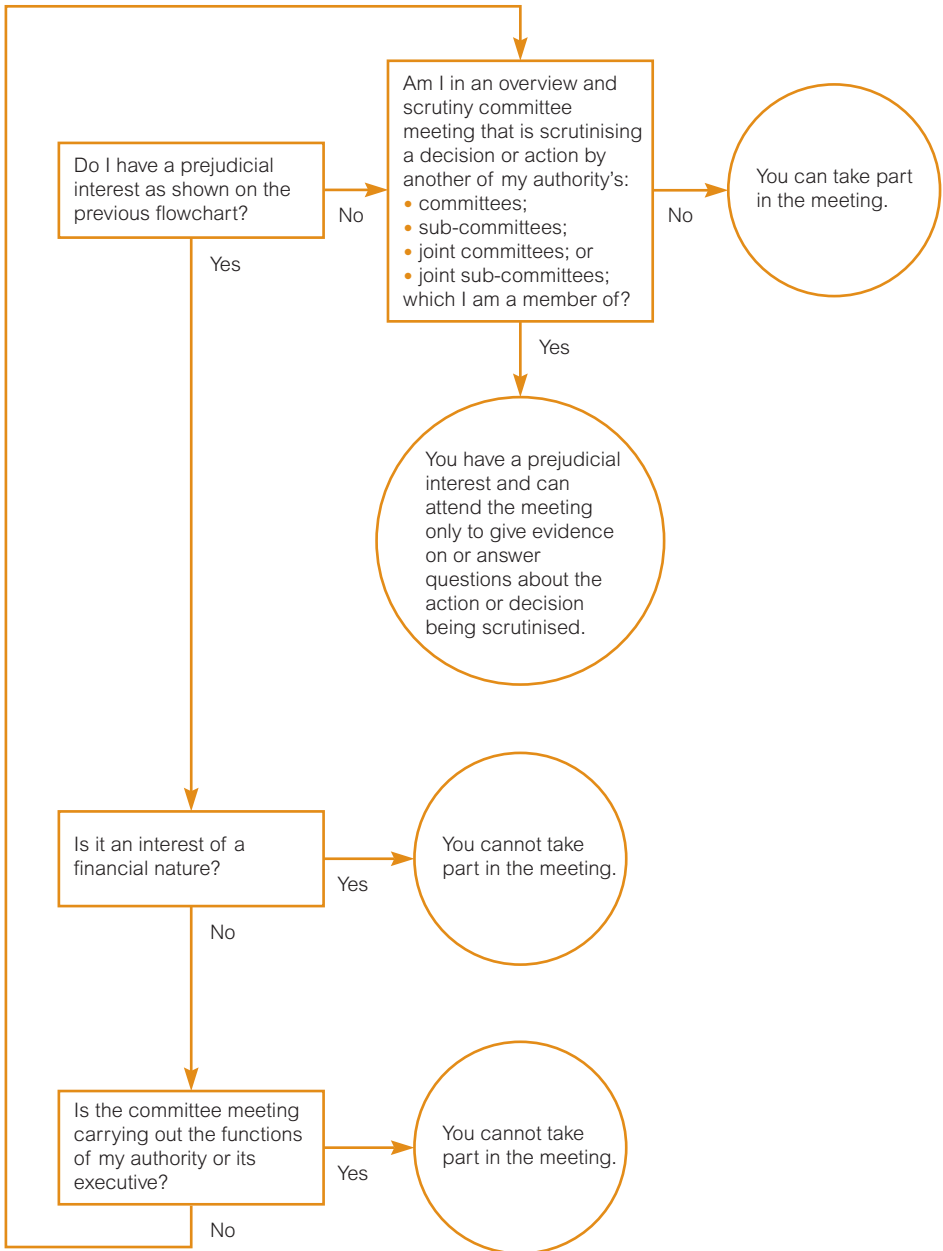 Am I in an overview and
scrutiny committee
meeting that is scrutinising
a decision or action by
another of my authority's:
• committees;
• sub-committees;
• joint committees; or
• joint sub-committees;
which I am a member of?
Do I have a prejudicial
interest as shown on the
previous flowchart?
You can take part
in the meeting.
No
No
Yes
Yes
You have a prejudicial
interest and can
attend the meeting
only to give evidence
on or answer
questions about the
action or decision
being scrutinised.
Is it an interest of a
financial nature?
You cannot take
part in the meeting.
Yes
No
Is the committee meeting
carrying out the functions
of my authority or its
executive?
You cannot take
part in the meeting.
Yes
No